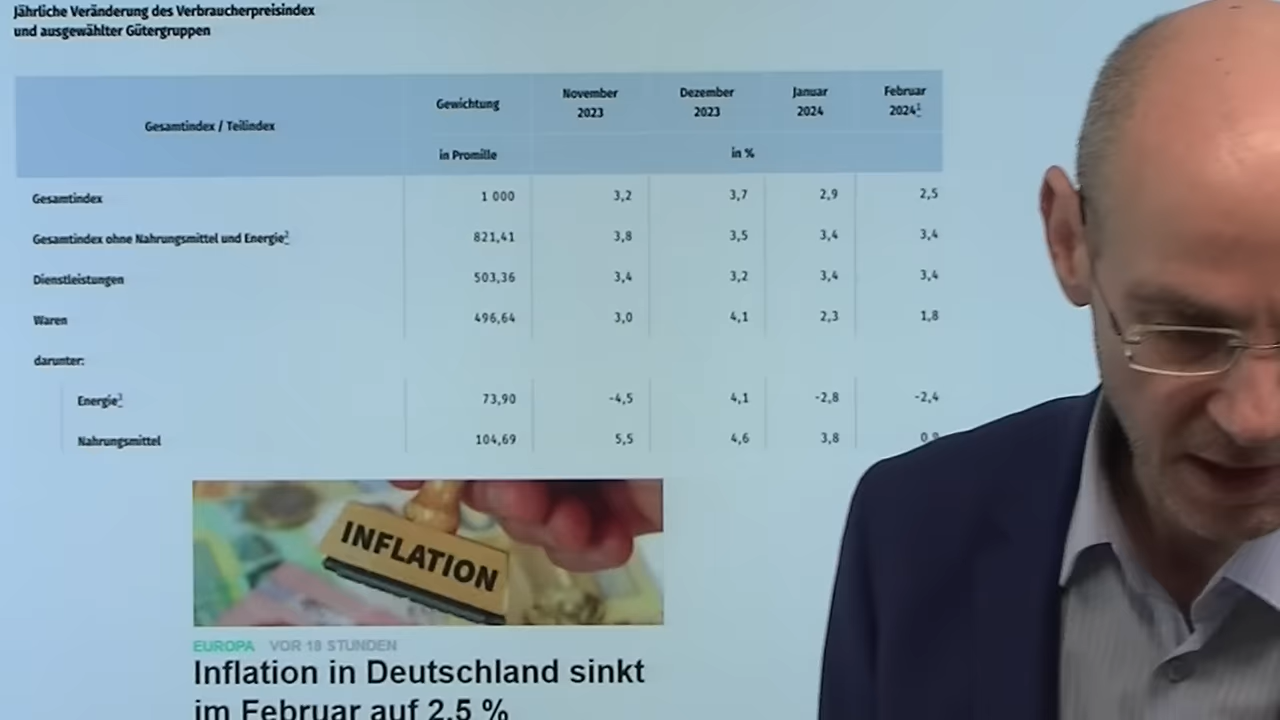 Jährliche Veränderung des Verbraucherpreisindex
und ausgewählter Gütergruppen
Gesamtindex / Teilindex Gewichtung November 2023 Dezember 2023 Januar 2024 Februar 2024¹
in Promille in %
Gesamtindex 1 000 3,2 3,7 2,9 2,5
Gesamtindex ohne Nahrungsmittel und Energie² 821,41 3,8 3,5 3,4 3,4
Dienstleistungen 503,36 3,4 3,2 3,4 3,4
Waren 496,64 3,0 4,1 2,3 1,8
darunter:
Energie³ 73,90 -4,5 4,1 -2,8 -2,4
Nahrungsmittel 104,69 5,5 4,6 3,8
INFLATION
EUROPA VOR 18 STUNDEN
Inflation in Deutschland sinkt
im Februar auf 2,5 %